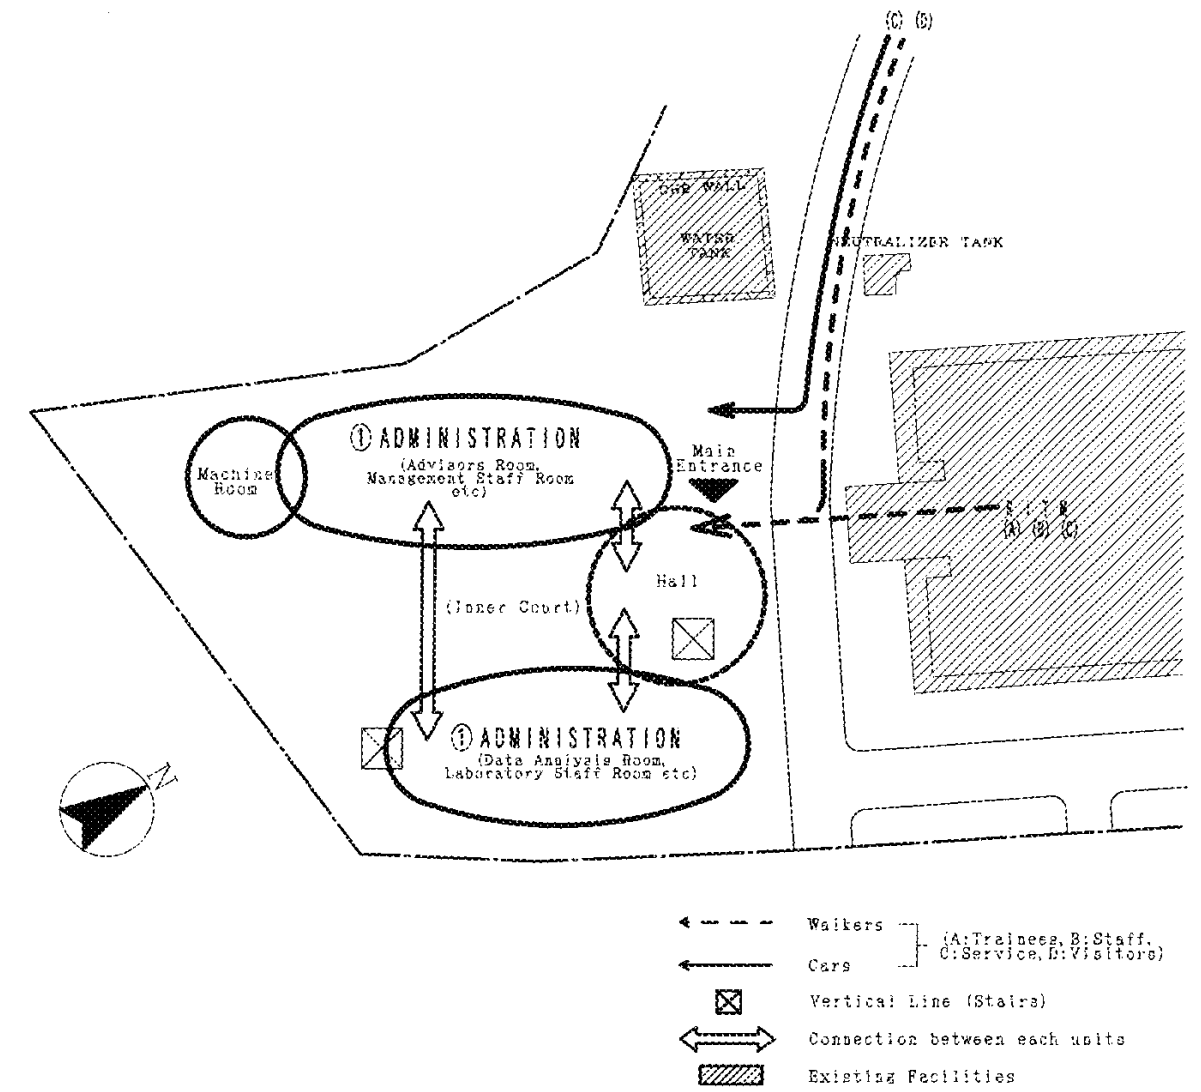 (C) (D)
ONE WALL
WATER
TANK
NEUTRALIZER TANK
① ADMINISTRATION
(Advisors Room,
Management Staff Room
etc)
Machine
Room
Main
Entrance
(A) (B) (C)
Hall
(Inner Court)
① ADMINISTRATION
(Data Analysis Room,
Laboratory Staff Room etc)
N
Walkers
Cars
(A:Trainees, B:Staff,
C:Service, D:Visitors)
Vertical Line (Stairs)
Connection between each units
Existing Facilities